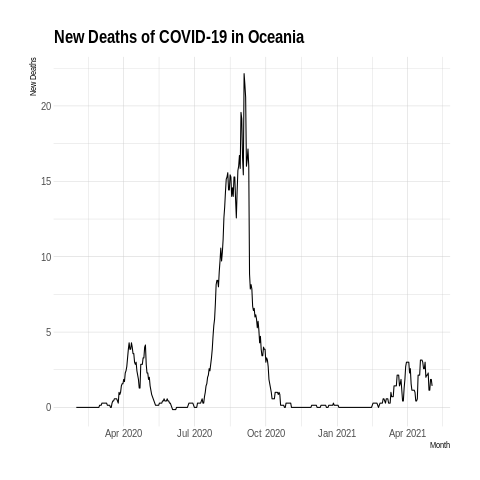 New Deaths of COVID-19 in Oceania
New Deaths
20
15
10
5
0
Apr 2020 Jul 2020 Oct 2020 Jan 2021 Apr 2021
Month